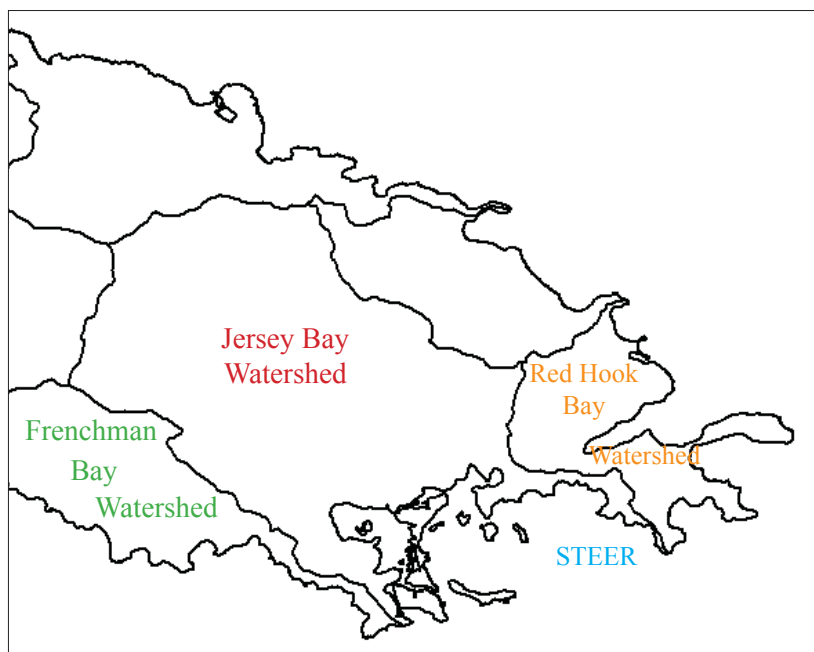 Jersey Bay
Watershed
Red Hook
Bay
Watershed
Frenchman
Bay
Watershed
STEER